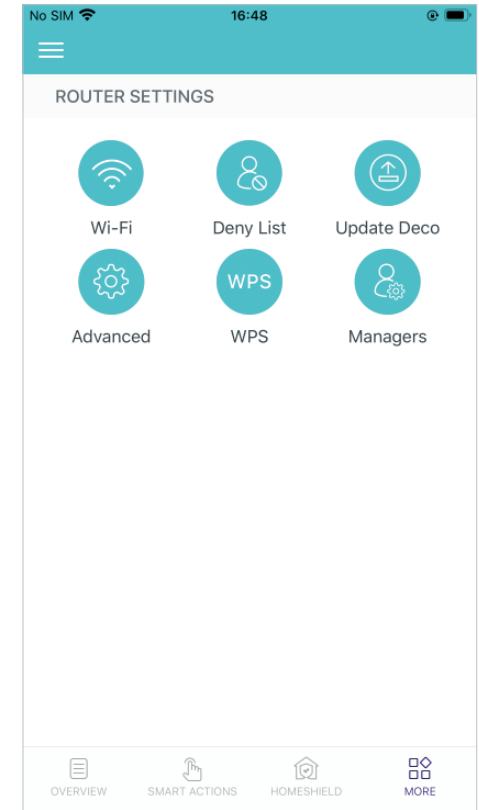 No SIM 16:48
ROUTER SETTINGS
Wi-Fi Deny List Update Deco
WPS
Advanced WPS Managers
OVERVIEW SMART ACTIONS HOMESHIELD MORE